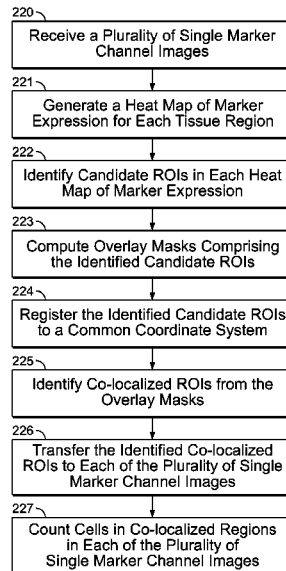 220
Receive a Plurality of Single Marker
Channel Images
221
Generate a Heat Map of Marker
Expression for Each Tissue Region
222
Identify Candidate ROIs in Each Heat
Map of Marker Expression
223
Compute Overlay Masks Comprising
the Identified Candidate ROIs
224
Register the Identified Candidate ROIs
to a Common Coordinate System
225
Identify Co-localized ROIs from the
Overlay Masks
226
Transfer the Identified Co-localized
ROIs to Each of the Plurality of Single
Marker Channel Images
227
Count Cells in Co-localized Regions
in Each of the Plurality of
Single Marker Channel Images